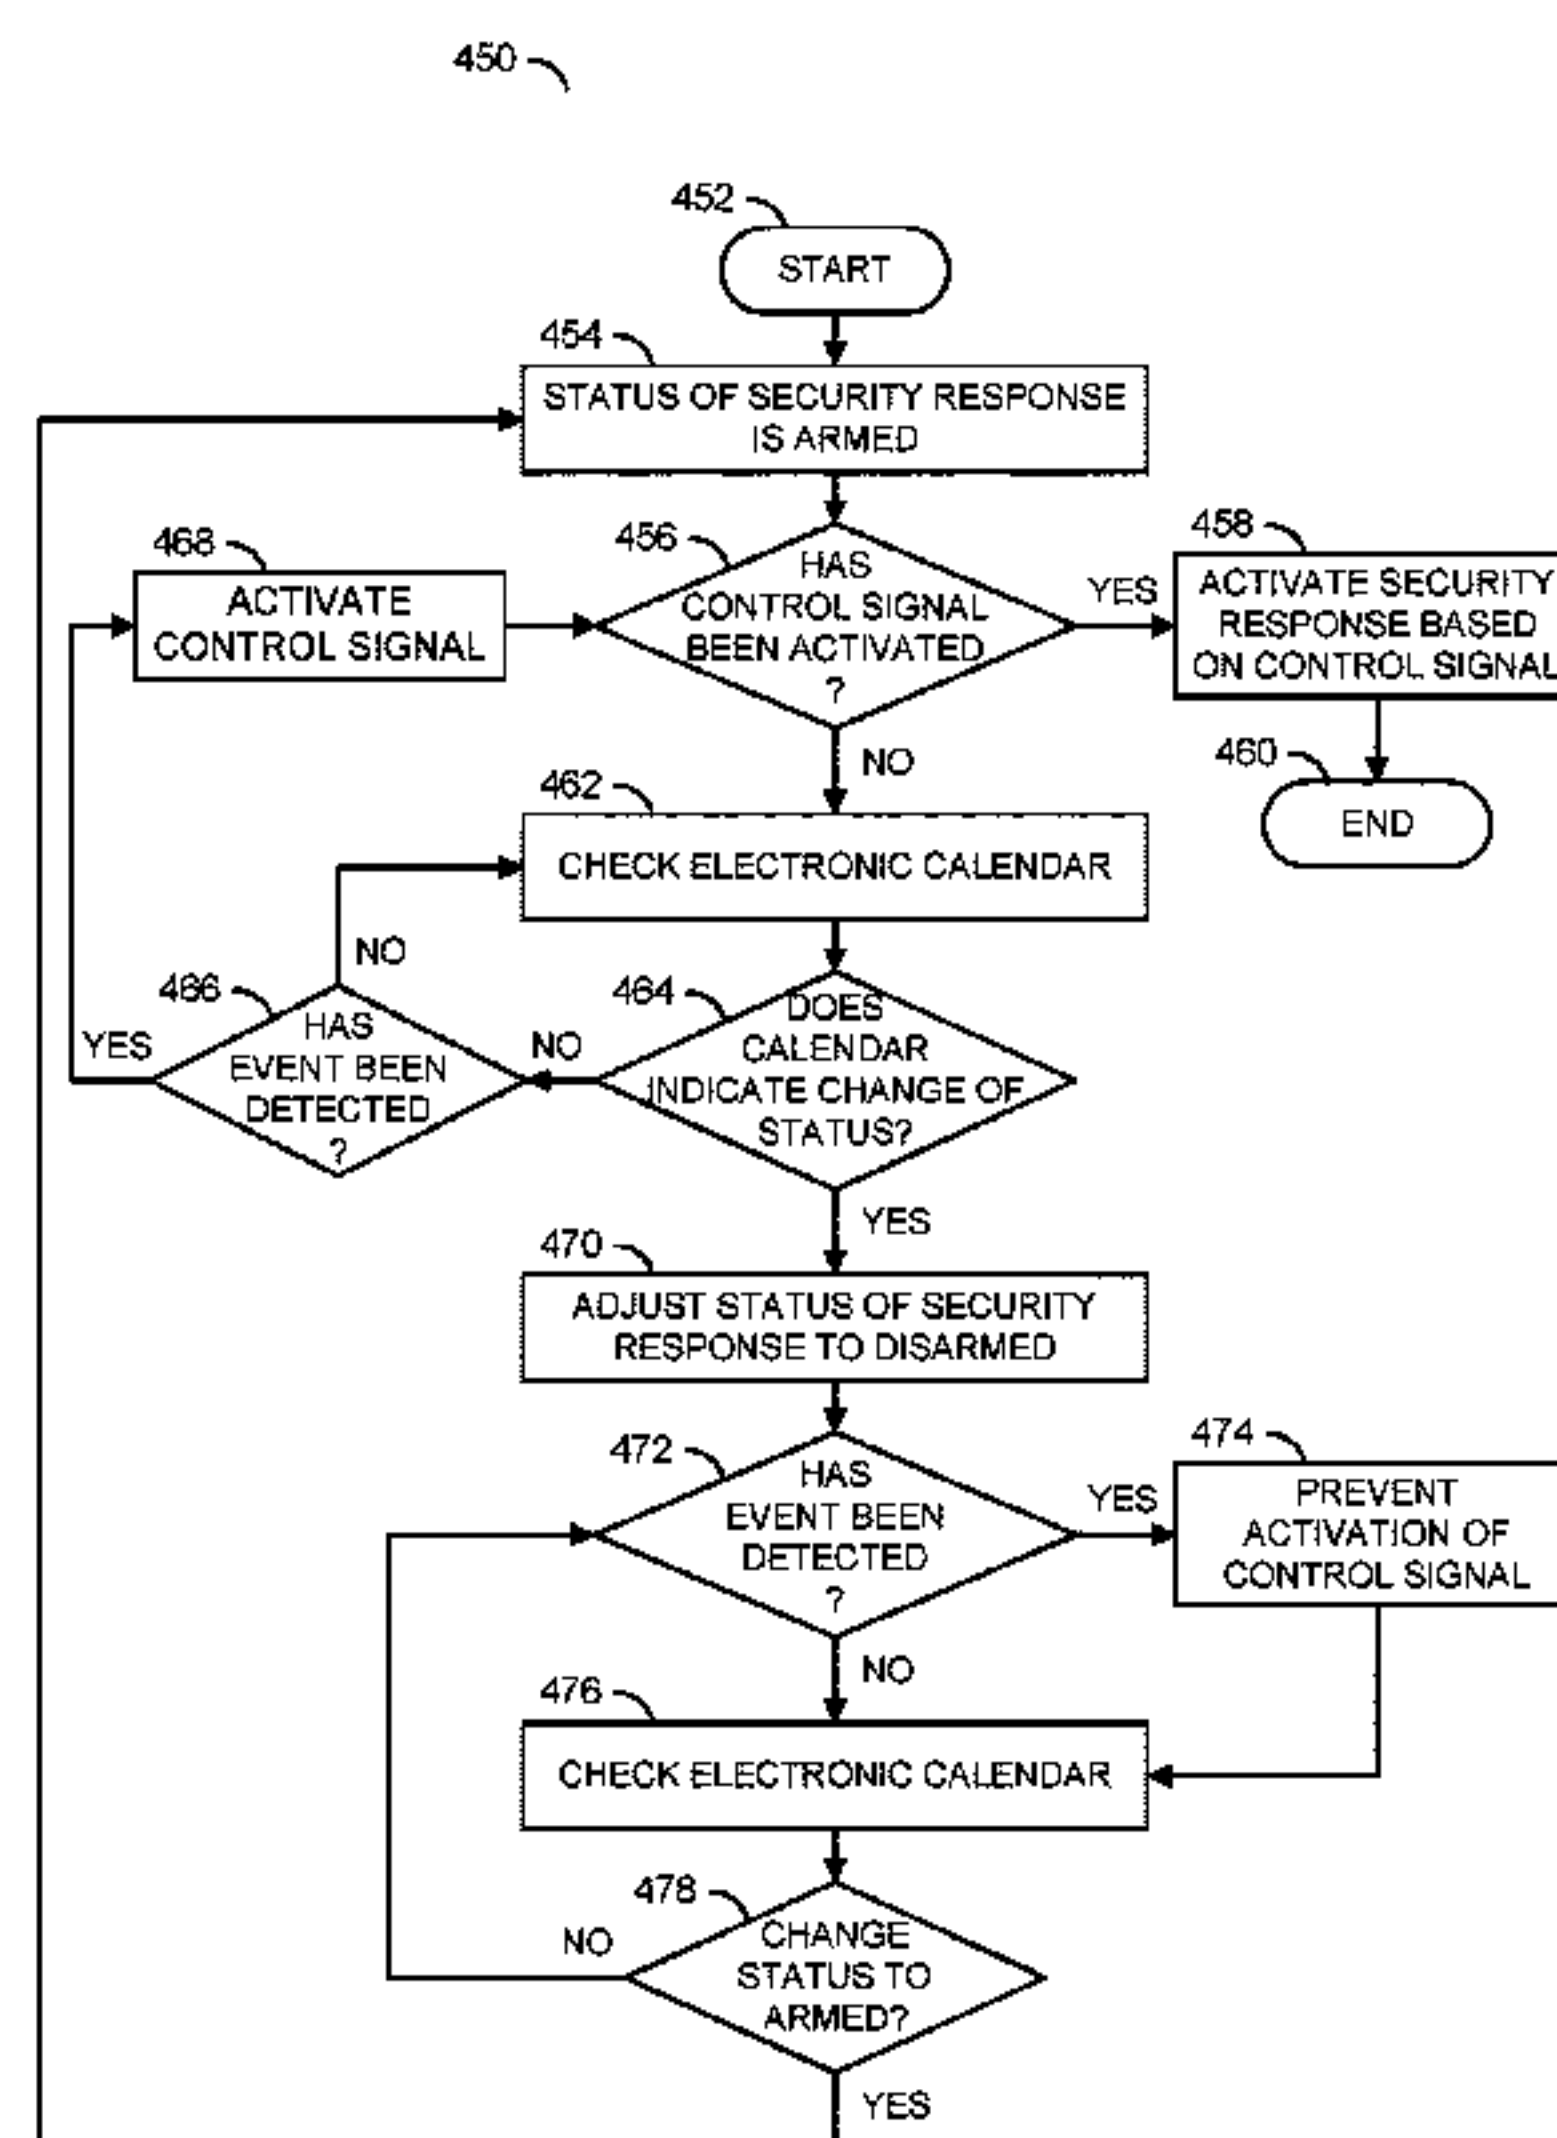 450
452
START
454
STATUS OF SECURITY RESPONSE
IS ARMED
468
ACTIVATE
CONTROL SIGNAL
456
HAS
CONTROL SIGNAL
BEEN ACTIVATED
?
YES
458
ACTIVATE SECURITY
RESPONSE BASED
ON CONTROL SIGNAL
NO
460
END
462
CHECK ELECTRONIC CALENDAR
NO
466
HAS
EVENT BEEN
DETECTED
?
YES
NO
464
DOES
CALENDAR
INDICATE CHANGE OF
STATUS?
YES
470
ADJUST STATUS OF SECURITY
RESPONSE TO DISARMED
472
HAS
EVENT BEEN
DETECTED
?
YES
474
PREVENT
ACTIVATION OF
CONTROL SIGNAL
NO
476
CHECK ELECTRONIC CALENDAR
478
CHANGE
STATUS TO
ARMED?
NO
YES